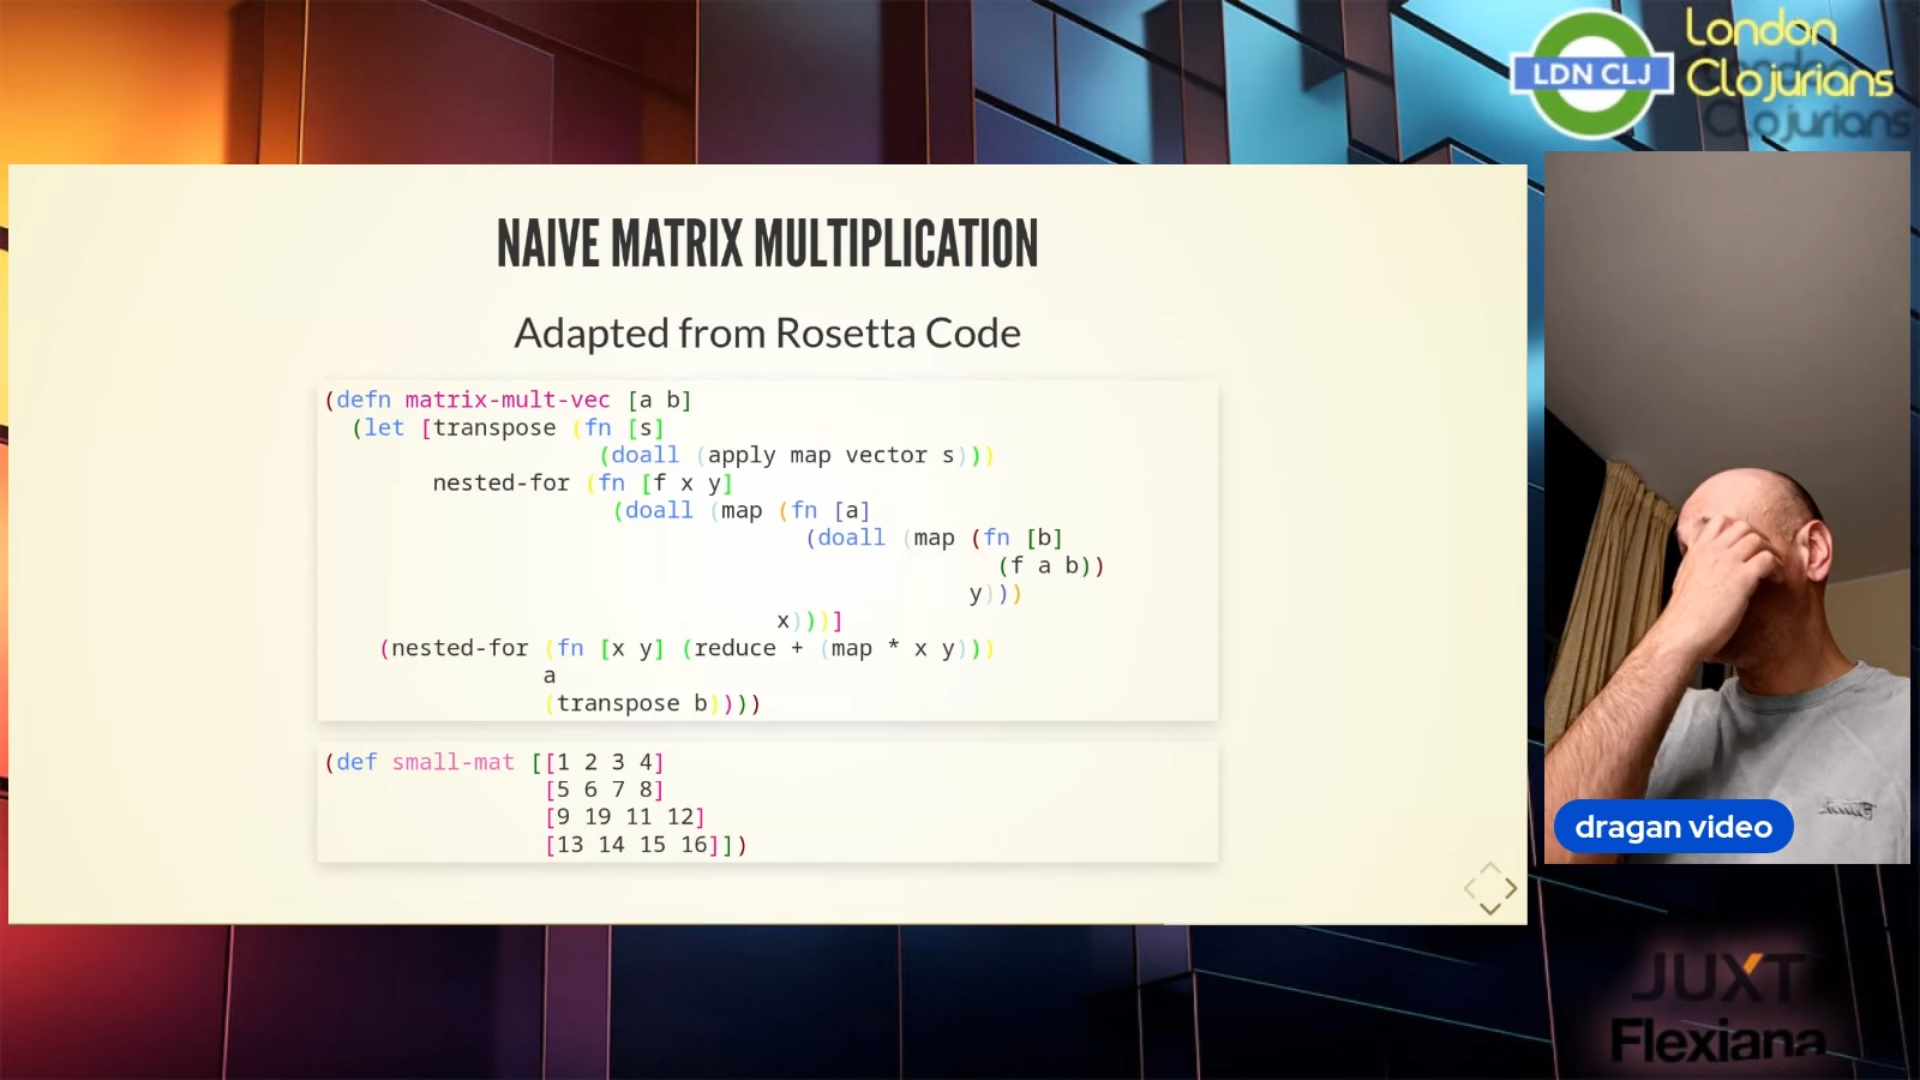 London
Clojurians
LDN CLJ
NAIVE MATRIX MULTIPLICATION
Adapted from Rosetta Code
(defn matrix-mult-vec [a b]
  (let [transpose (fn [s]
                    (doall (apply map vector s)))
        nested-for (fn [f x y]
                     (doall (map (fn [a]
                                   (doall (map (fn [b]
                                                 (f a b))
                                               y)))
                                 x)))]
    (nested-for (fn [x y] (reduce + (map * x y)))
                a
                (transpose b))))
(def small-mat [[1 2 3 4]
                [5 6 7 8]
                [9 19 11 12]
                [13 14 15 16]])
dragan video
JUXT
Flexiana